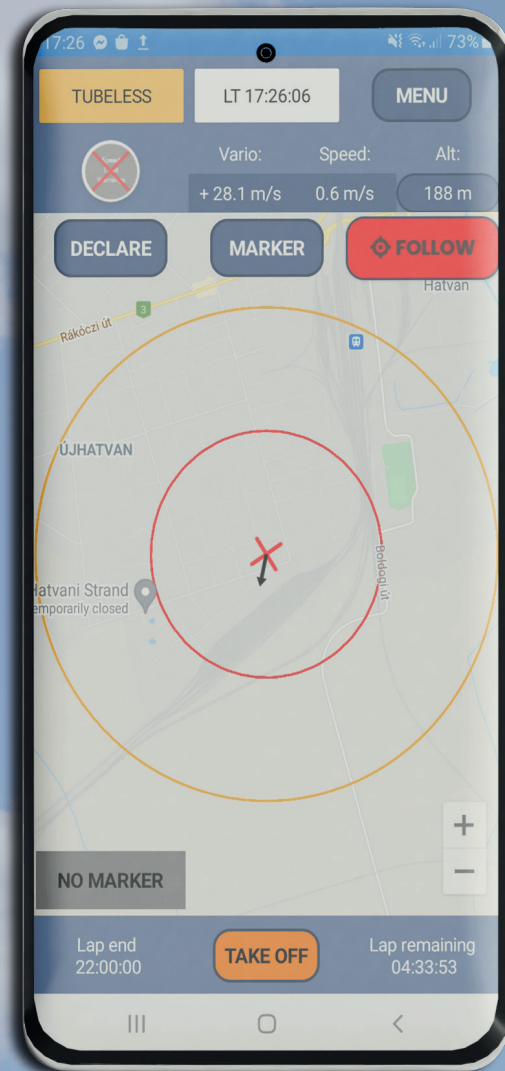 17:26
73%
TUBELESS
LT 17:26:06
MENU
Vario:
Speed:
Alt:
+ 28.1 m/s
0.6 m/s
188 m
DECLARE
MARKER
FOLLOW
Hatvan
3
Rákóczi út
ÚJHATVAN
Boldogi út
Hatvani Strand
emporarily closed
+
−
NO MARKER
Lap end
22:00:00
TAKE OFF
Lap remaining
04:33:53